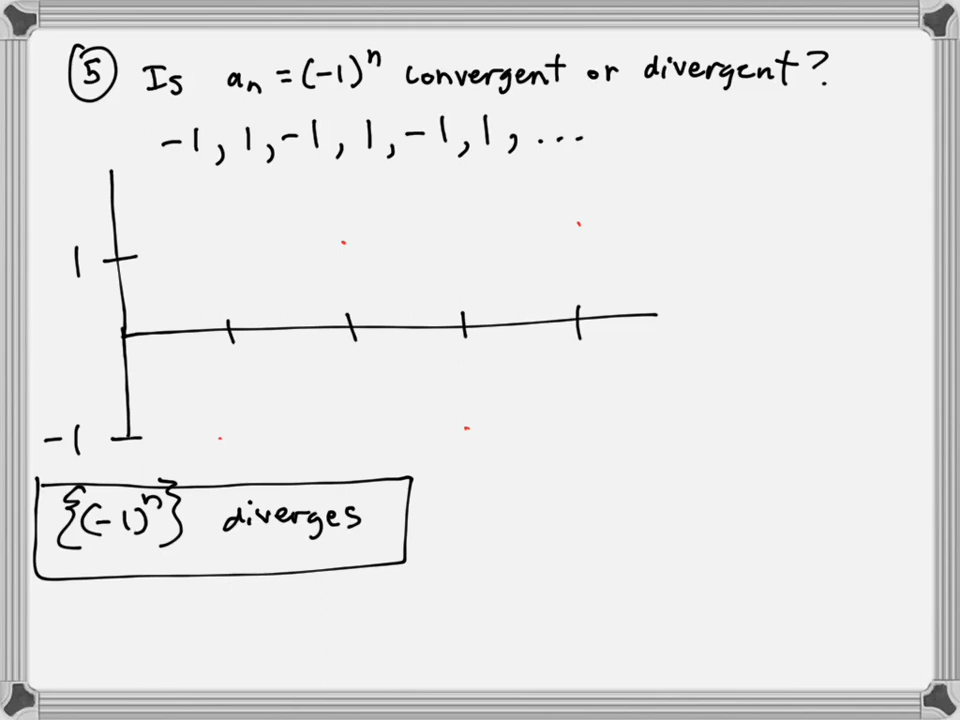 ⑤ Is aₙ = (-1)ⁿ convergent or divergent?
-1, 1, -1, 1, -1, 1, ...
1
-1
{(-1)ⁿ} diverges